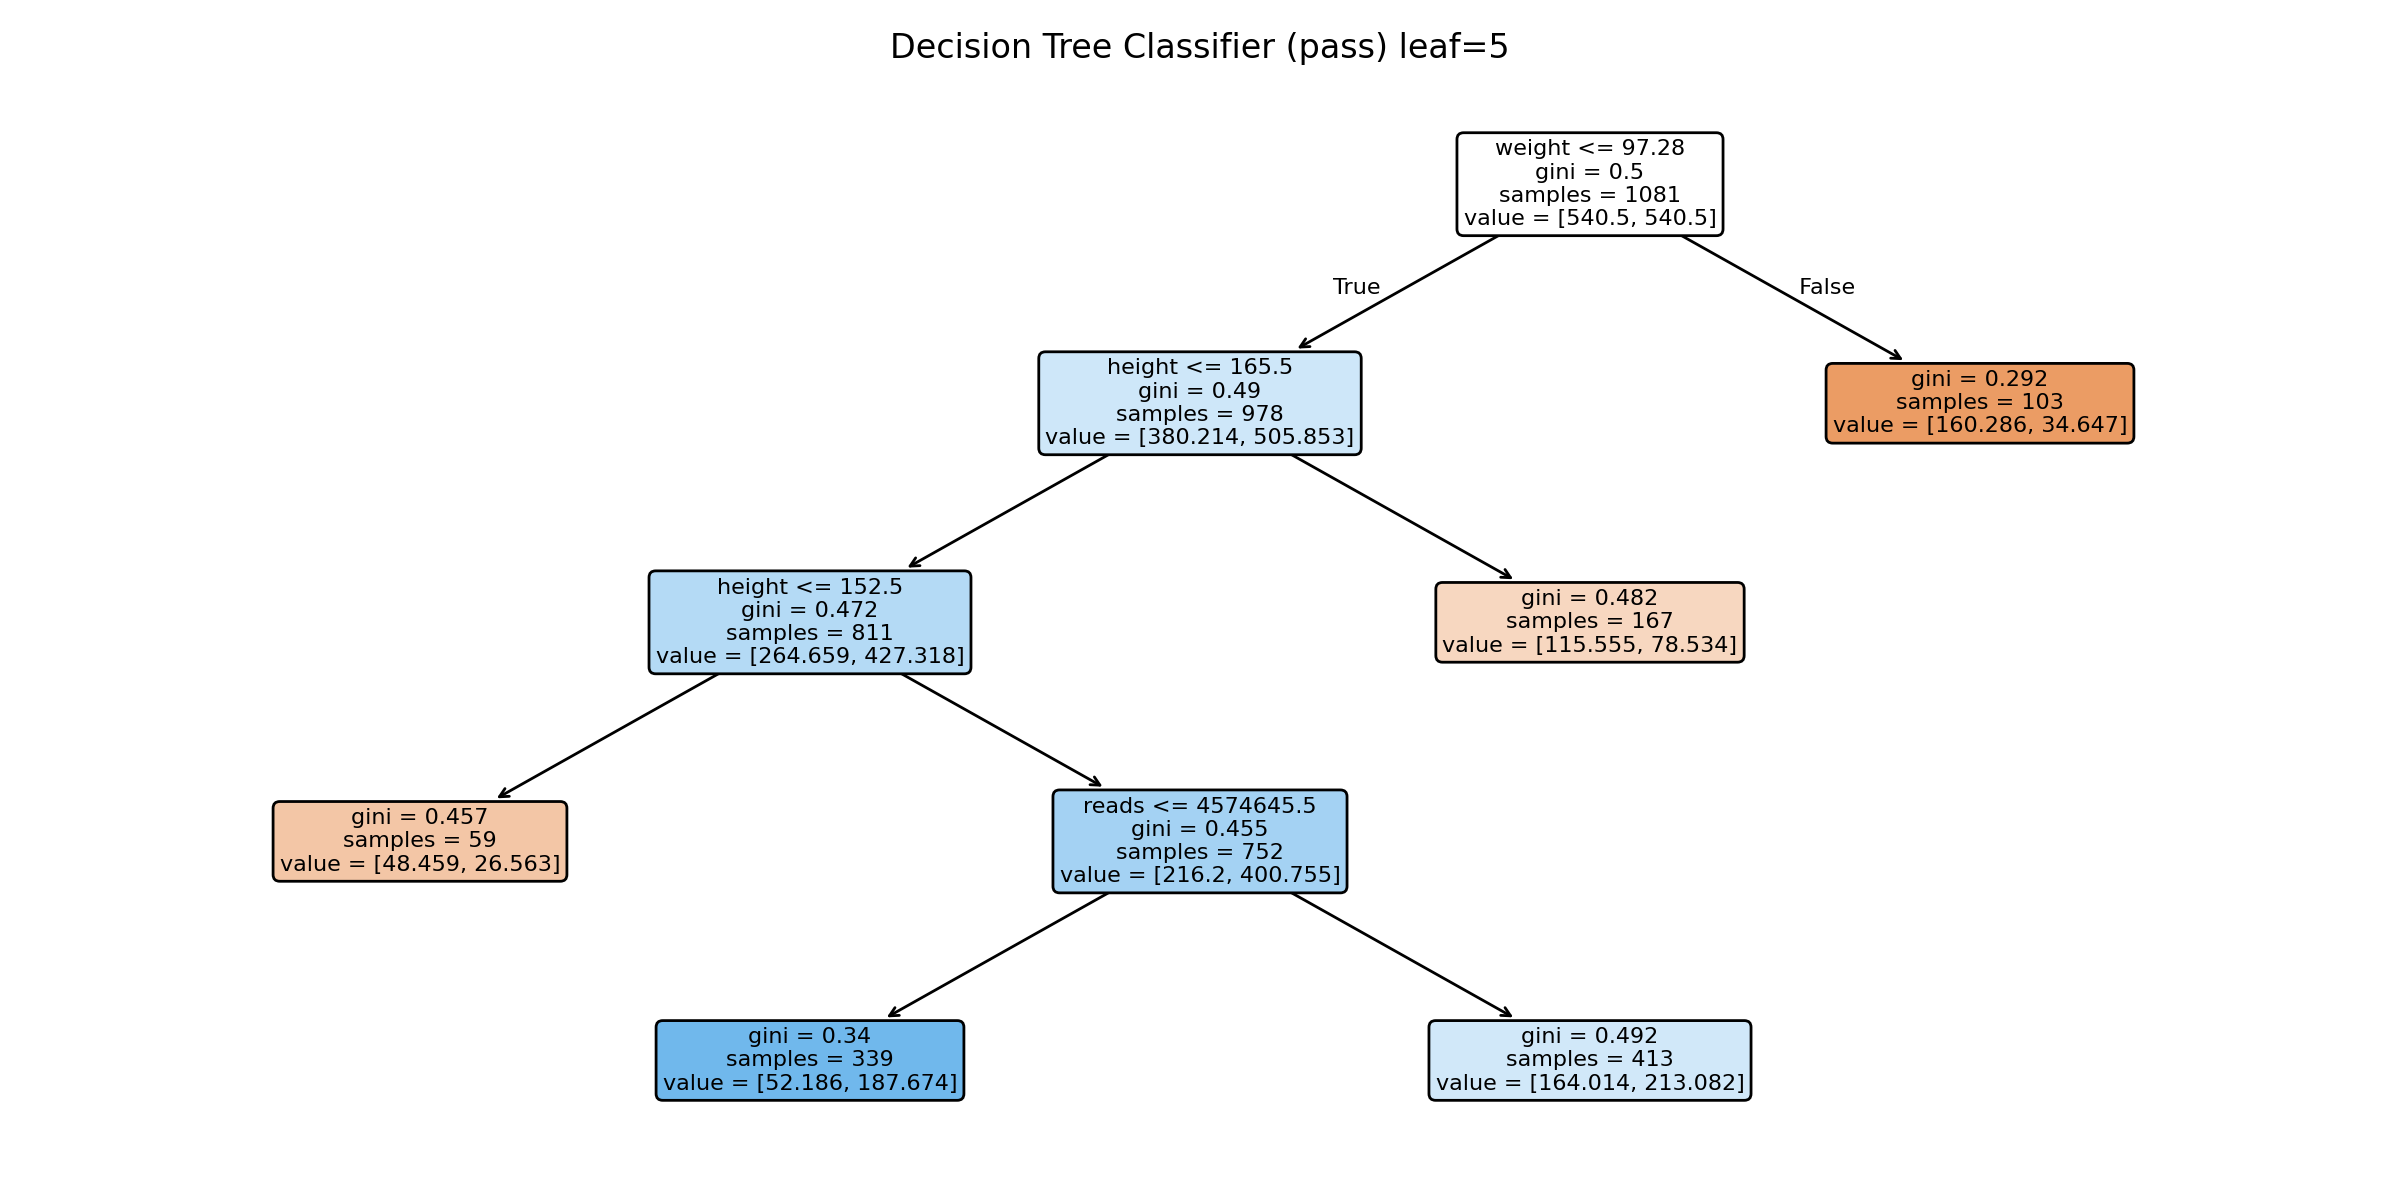 Decision Tree Classifier (pass) leaf=5
weight <= 97.28
gini = 0.5
samples = 1081
value = [540.5, 540.5]
True
False
height <= 165.5
gini = 0.49
samples = 978
value = [380.214, 505.853]
gini = 0.292
samples = 103
value = [160.286, 34.647]
height <= 152.5
gini = 0.472
samples = 811
value = [264.659, 427.318]
gini = 0.482
samples = 167
value = [115.555, 78.534]
gini = 0.457
samples = 59
value = [48.459, 26.563]
reads <= 4574645.5
gini = 0.455
samples = 752
value = [216.2, 400.755]
gini = 0.34
samples = 339
value = [52.186, 187.674]
gini = 0.492
samples = 413
value = [164.014, 213.082]